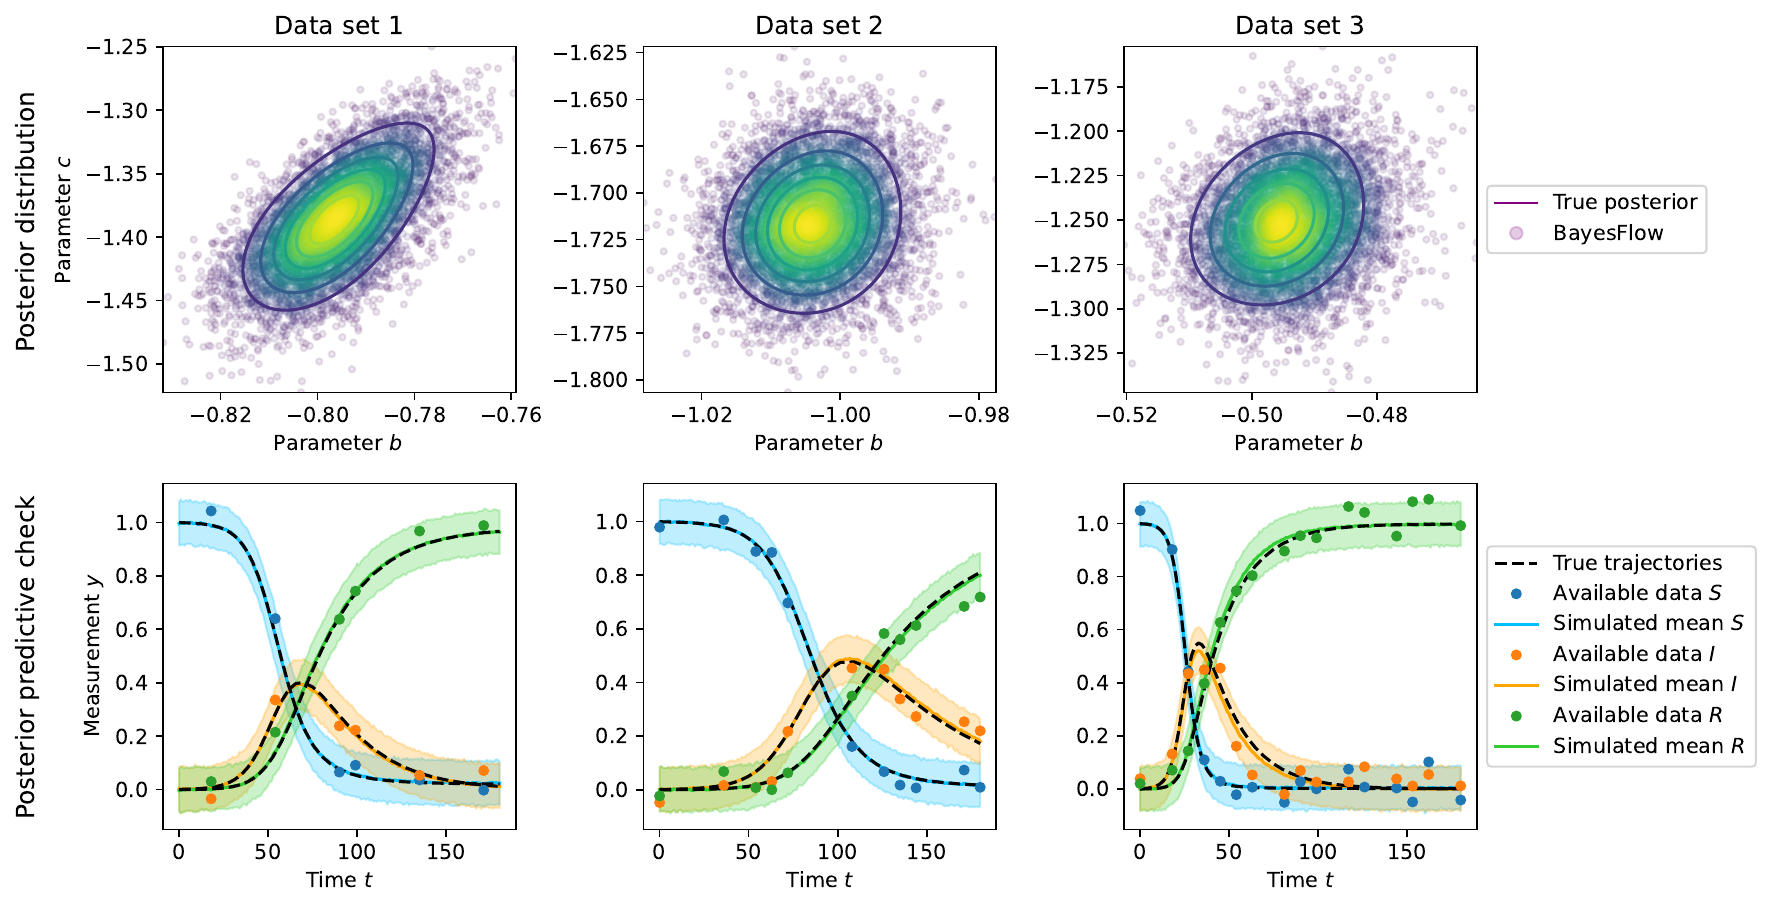 Data set 1
Data set 2
Data set 3
Posterior distribution
Parameter c
−1.25
−1.30
−1.35
−1.40
−1.45
−1.50
−0.82
−0.80
−0.78
−0.76
Parameter b
−1.625
−1.650
−1.675
−1.700
−1.725
−1.750
−1.775
−1.800
−1.02
−1.00
−0.98
Parameter b
−1.175
−1.200
−1.225
−1.250
−1.275
−1.300
−1.325
−0.52
−0.50
−0.48
Parameter b
True posterior
BayesFlow
Posterior predictive check
Measurement y
1.0
0.8
0.6
0.4
0.2
0.0
0
50
100
150
Time t
1.0
0.8
0.6
0.4
0.2
0.0
0
50
100
150
Time t
1.0
0.8
0.6
0.4
0.2
0.0
0
50
100
150
Time t
True trajectories
Available data S
Simulated mean S
Available data I
Simulated mean I
Available data R
Simulated mean R